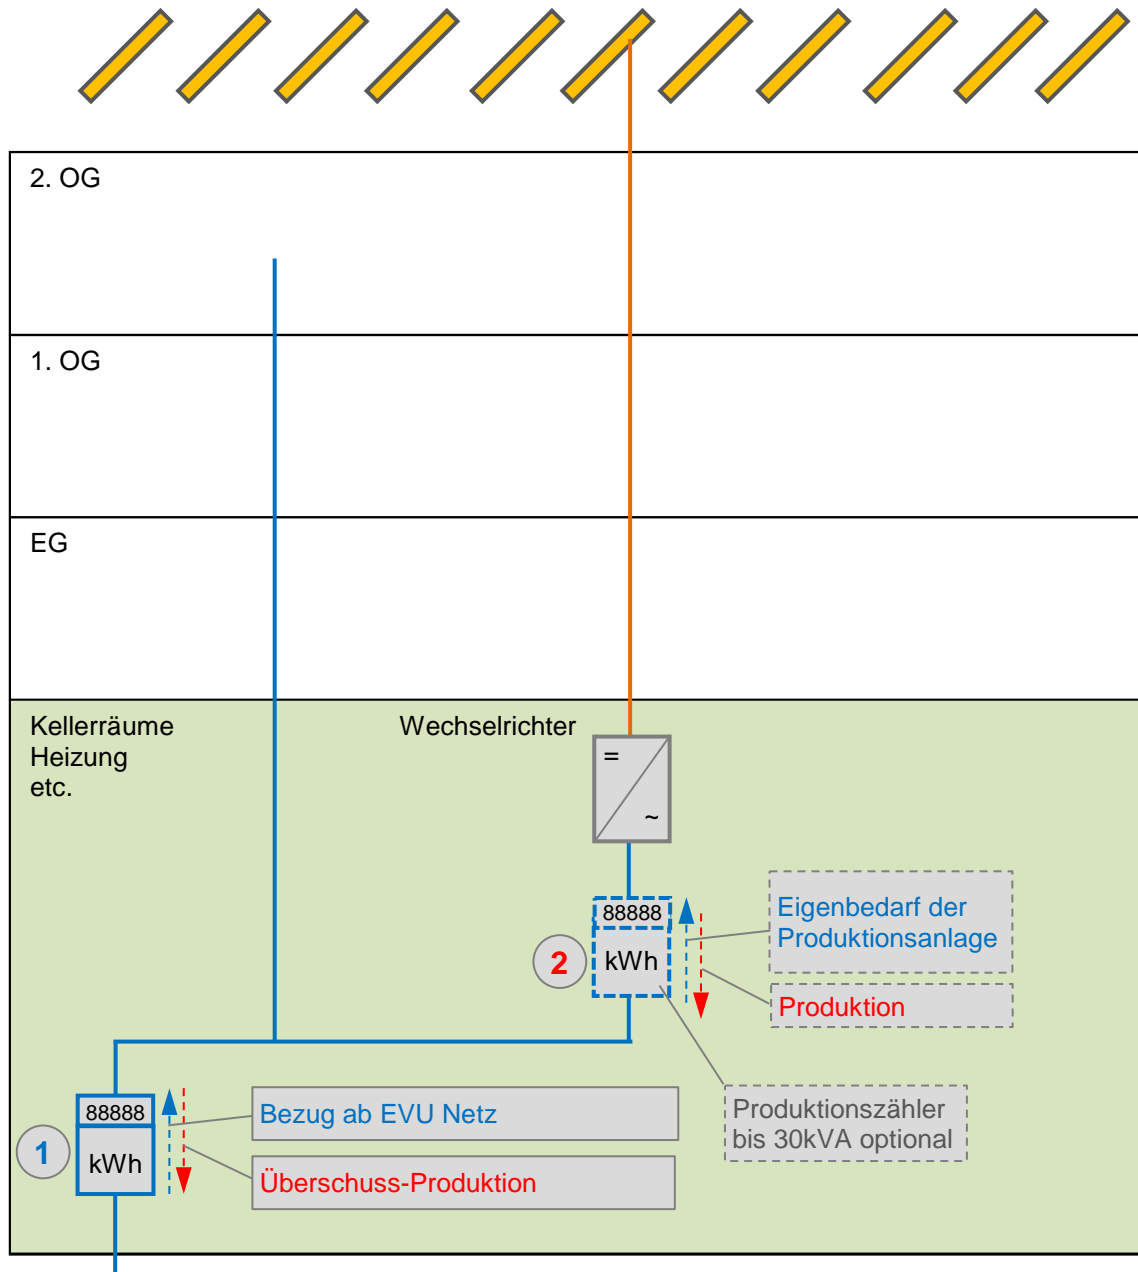 2. OG
1. OG
EG
Kellerräume
Heizung
etc.
Wechselrichter
=
~
88888
kWh
2
Eigenbedarf der
Produktionsanlage
Produktion
88888
kWh
1
Bezug ab EVU Netz
Überschuss-Produktion
Produktionszähler
bis 30kVA optional